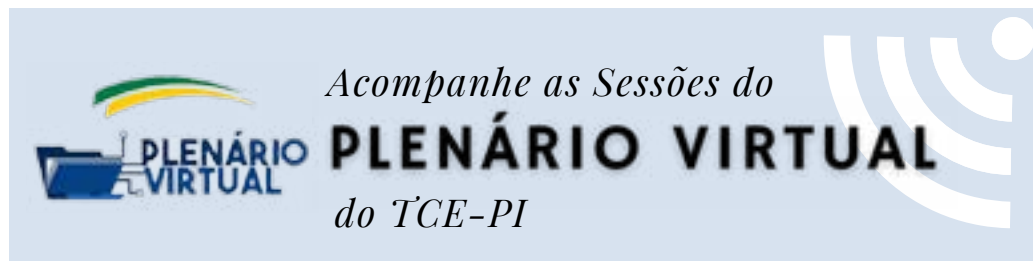 PLENÁRIO
VIRTUAL
Acompanhe as Sessões do
PLENÁRIO VIRTUAL
do TCE-PI